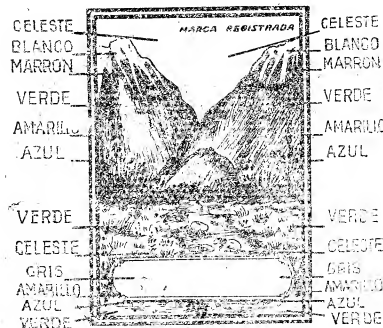 MARCA REGISTRADA
CELESTE
BLANCO
MARRON
VERDE
AMARILLO
AZUL
VERDE
CELESTE
GRIS
AMARILLO
AZUL
VERDE
CELESTE
BLANCO
MARRON
VERDE
AMARILLO
AZUL
VERDE
CELESTE
GRIS
AMARILLO
AZUL
VERDE